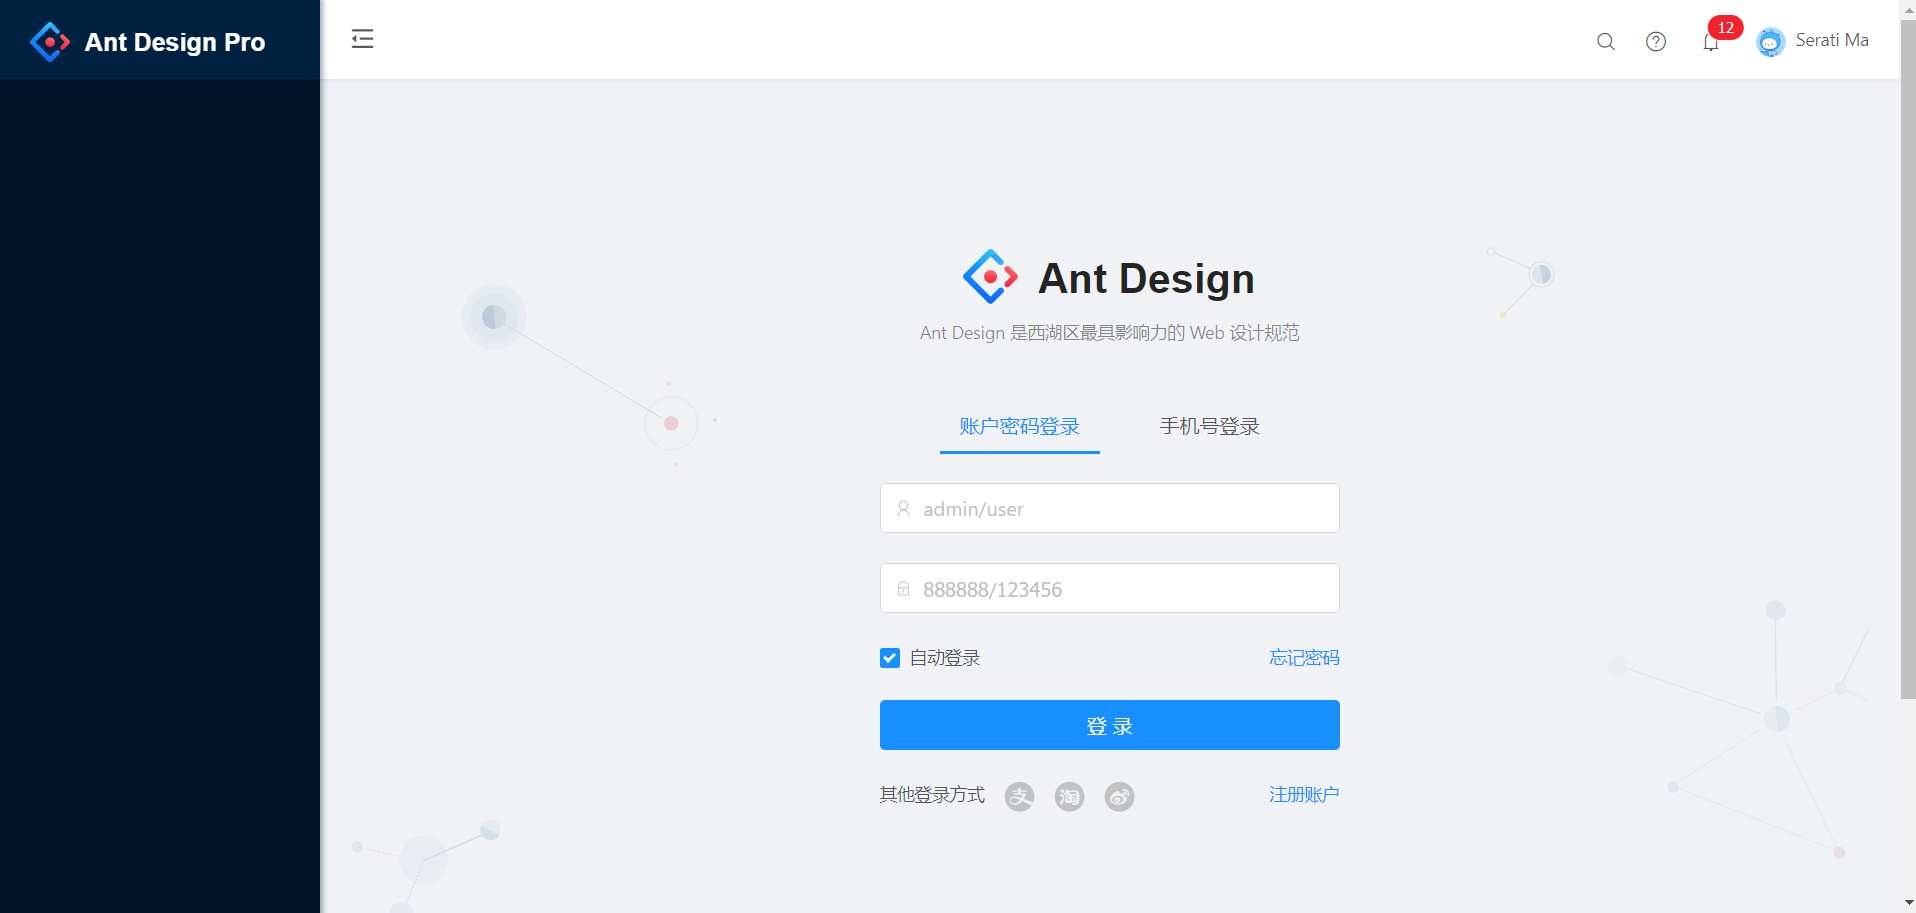 Ant Design Pro
12
Serati Ma
Ant Design
Ant Design 是西湖区最具影响力的 Web 设计规范
账户密码登录
手机号登录
admin/user
888888/123456
自动登录
忘记密码
登 录
其他登录方式
支
淘
注册账户